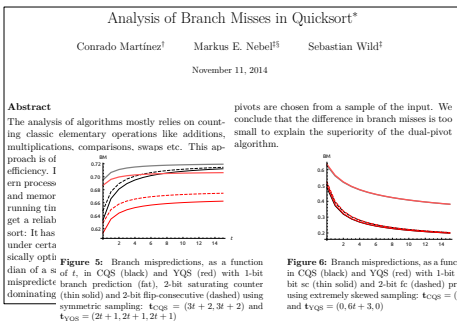 Analysis of Branch Misses in Quicksort*
Conrado Martínez† Markus E. Nebel‡§ Sebastian Wild‡
November 11, 2014
Abstract
The analysis of algorithms mostly relies on count-
ing classic elementary operations like additions,
multiplications, comparisons, swaps etc. This ap-
proach is of
efficiency. I
ern process
and memor
running tim
get a reliab
sort: It has
under certa
sically optim
dian of a s
mispredicte
dominating
pivots are chosen from a sample of the input. We
conclude that the difference in branch misses is too
small to explain the superiority of the dual-pivot
algorithm.
BM
0.72
0.70
0.68
0.66
0.64
0.62
2 4 6 8 10 12 14
t
Figure 5: Branch mispredictions, as a function
of t, in CQS (black) and YQS (red) with 1-bit
branch prediction (fat), 2-bit saturating counter
(thin solid) and 2-bit flip-consecutive (dashed) using
symmetric sampling: tCQS = (3t + 2, 3t + 2) and
tYQS = (2t + 1, 2t + 1, 2t + 1)
BM
0.6
0.5
0.4
0.3
0.2
2 4 6 8 10 12 14
Figure 6: Branch mispredictions, as a func
in CQS (black) and YQS (red) with 1-bit
bit sc (thin solid) and 2-bit fc (dashed) pr
using extremely skewed sampling: tCQS = (
and tYQS = (0, 6t + 3, 0)